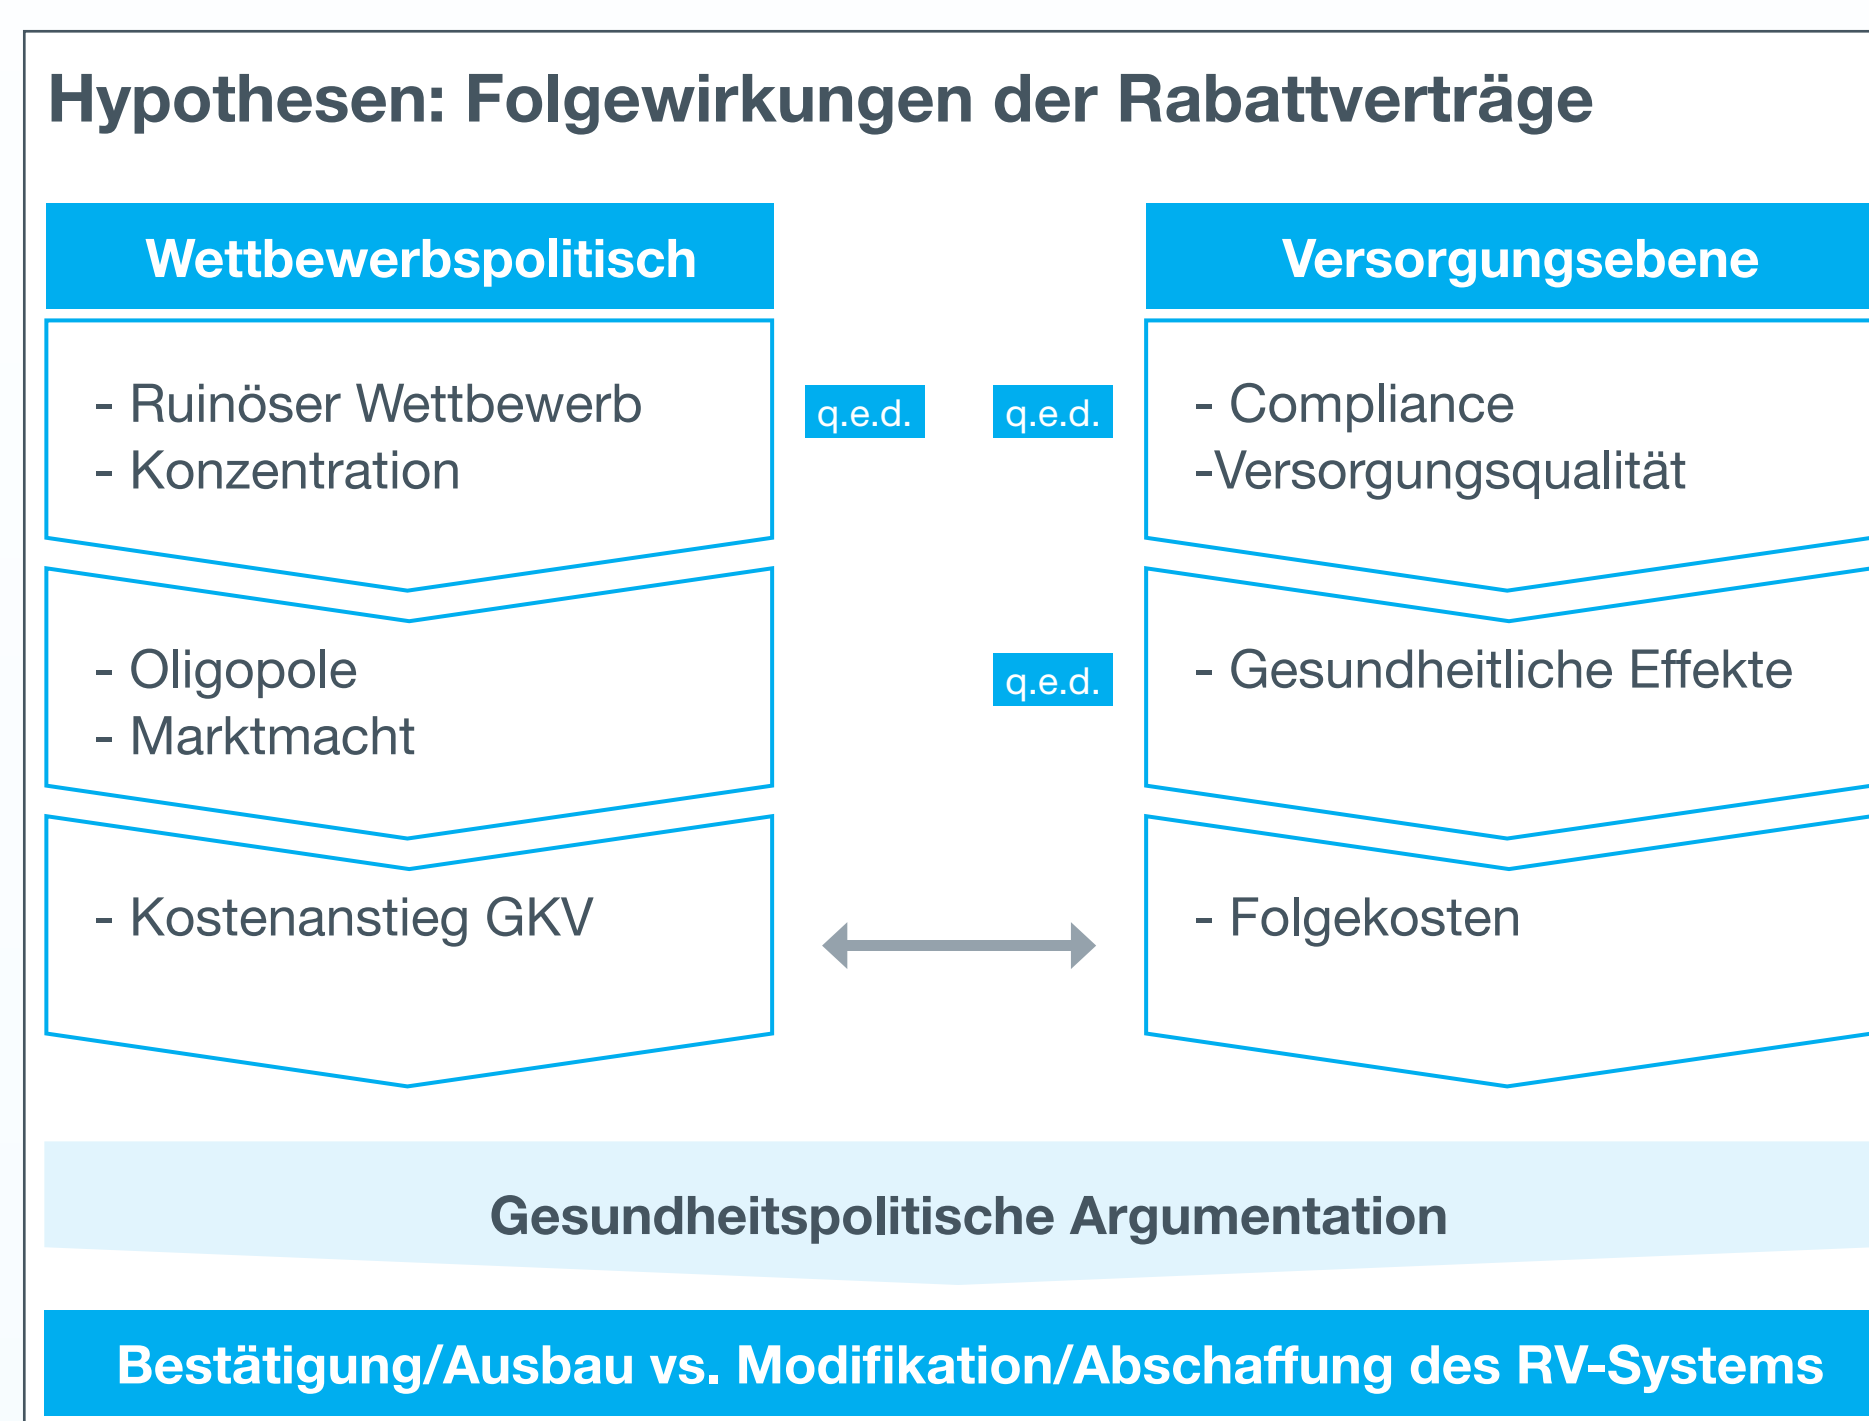 Hypothesen: Folgewirkungen der Rabattverträge
Wettbewerbspolitisch
- Ruinöser Wettbewerb
- Konzentration
q.e.d.
- Oligopole
- Marktmacht
- Kostenanstieg GKV
Versorgungsebene
q.e.d.
- Compliance
-Versorgungsqualität
q.e.d.
- Gesundheitliche Effekte
- Folgekosten
Gesundheitspolitische Argumentation
Bestätigung/Ausbau vs. Modifikation/Abschaffung des RV-Systems